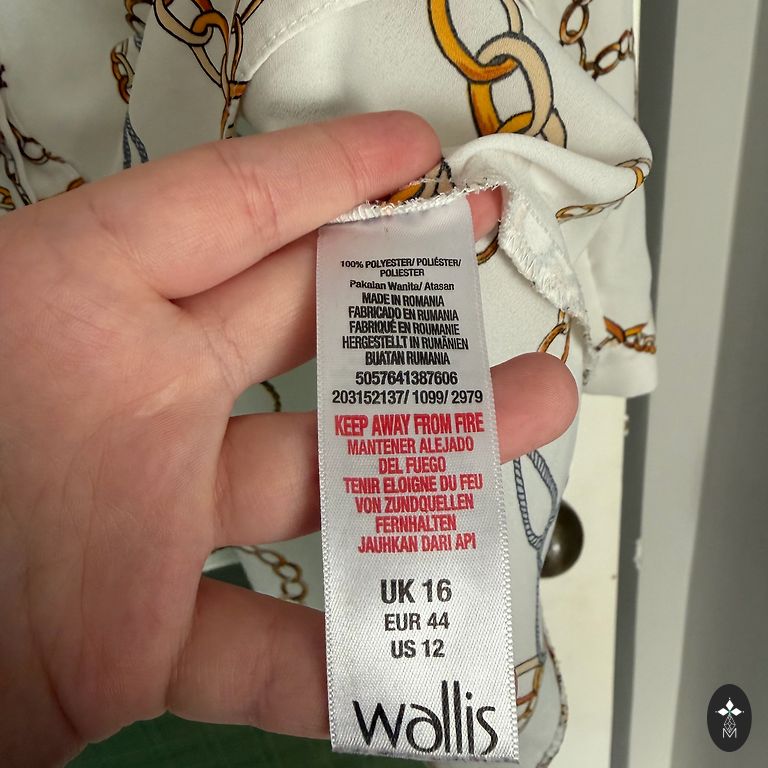 100% POLYESTER/ POLIÉSTER/
POLIESTER
Pakaian Wanita/ Atasan
MADE IN ROMANIA
FABRICADO EN RUMANIA
FABRIQUÉ EN ROUMANIE
HERGESTELLT IN RUMÄNIEN
BUATAN RUMANIA
5057641387606
203152137/ 1099/ 2979
KEEP AWAY FROM FIRE
MANTENER ALEJADO
DEL FUEGO
TENIR ELOIGNE DU FEU
VON ZUNDQUELLEN
FERNHALTEN
JAUHKAN DARI API
UK 16
EUR 44
US 12
wallis
M